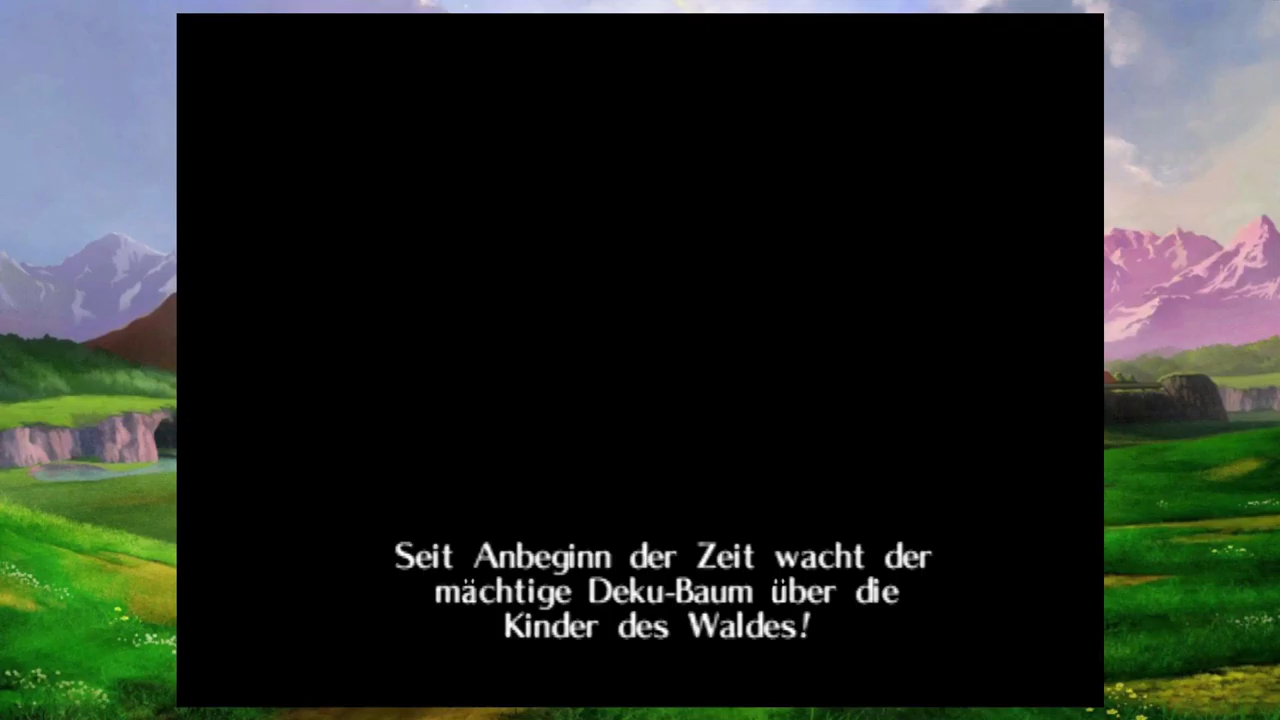 Seit Anbeginn der Zeit wacht der
mächtige Deku-Baum über die
Kinder des Waldes!